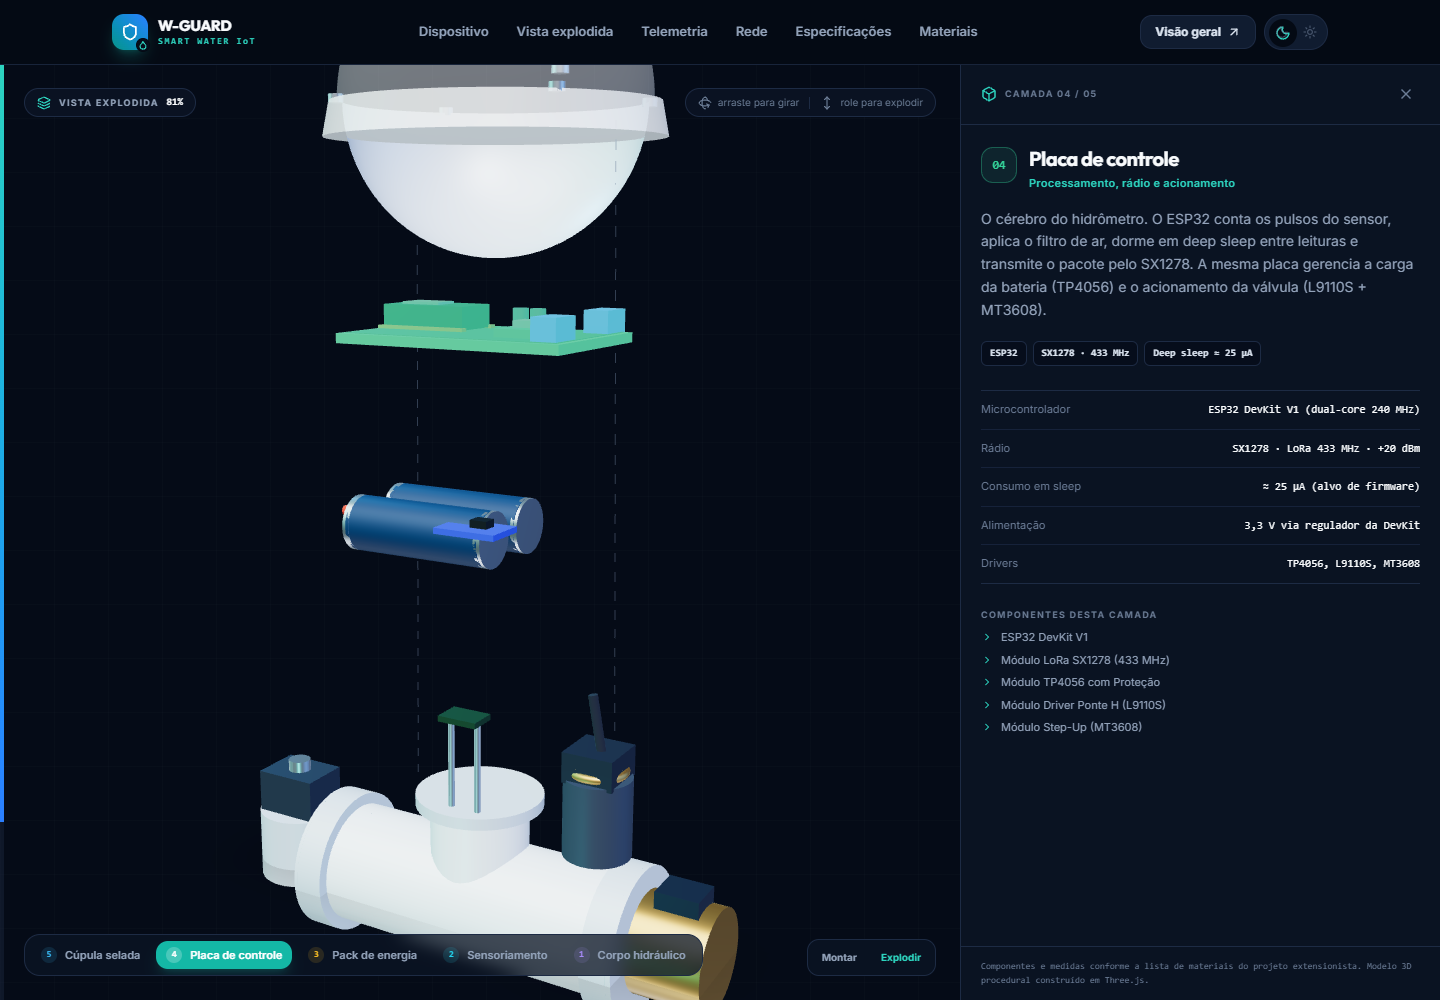 W-GUARD
SMART WATER IoT
Dispositivo
Vista explodida
Telemetria
Rede
Especificações
Materiais
Visão geral
VISTA EXPLODIDA 81%
arraste para girar
role para explodir
CAMADA 04 / 05
04
Placa de controle
Processamento, rádio e acionamento
O cérebro do hidrômetro. O ESP32 conta os pulsos do sensor,
aplica o filtro de ar, dorme em deep sleep entre leituras e
transmite o pacote pelo SX1278. A mesma placa gerencia a carga
da bateria (TP4056) e o acionamento da válvula (L9110S +
MT3608).
ESP32
SX1278 · 433 MHz
Deep sleep ≈ 25 µA
Microcontrolador ESP32 DevKit V1 (dual-core 240 MHz)
Rádio SX1278 · LoRa 433 MHz · +20 dBm
Consumo em sleep ≈ 25 µA (alvo de firmware)
Alimentação 3,3 V via regulador da DevKit
Drivers TP4056, L9110S, MT3608
COMPONENTES DESTA CAMADA
ESP32 DevKit V1
Módulo LoRa SX1278 (433 MHz)
Módulo TP4056 com Proteção
Módulo Driver Ponte H (L9110S)
Módulo Step-Up (MT3608)
5 Cúpula selada
4 Placa de controle
3 Pack de energia
2 Sensoriamento
1 Corpo hidráulico
Montar
Explodir
Componentes e medidas conforme a lista de materiais do projeto extensionista. Modelo 3D
procedural construído em Three.js.